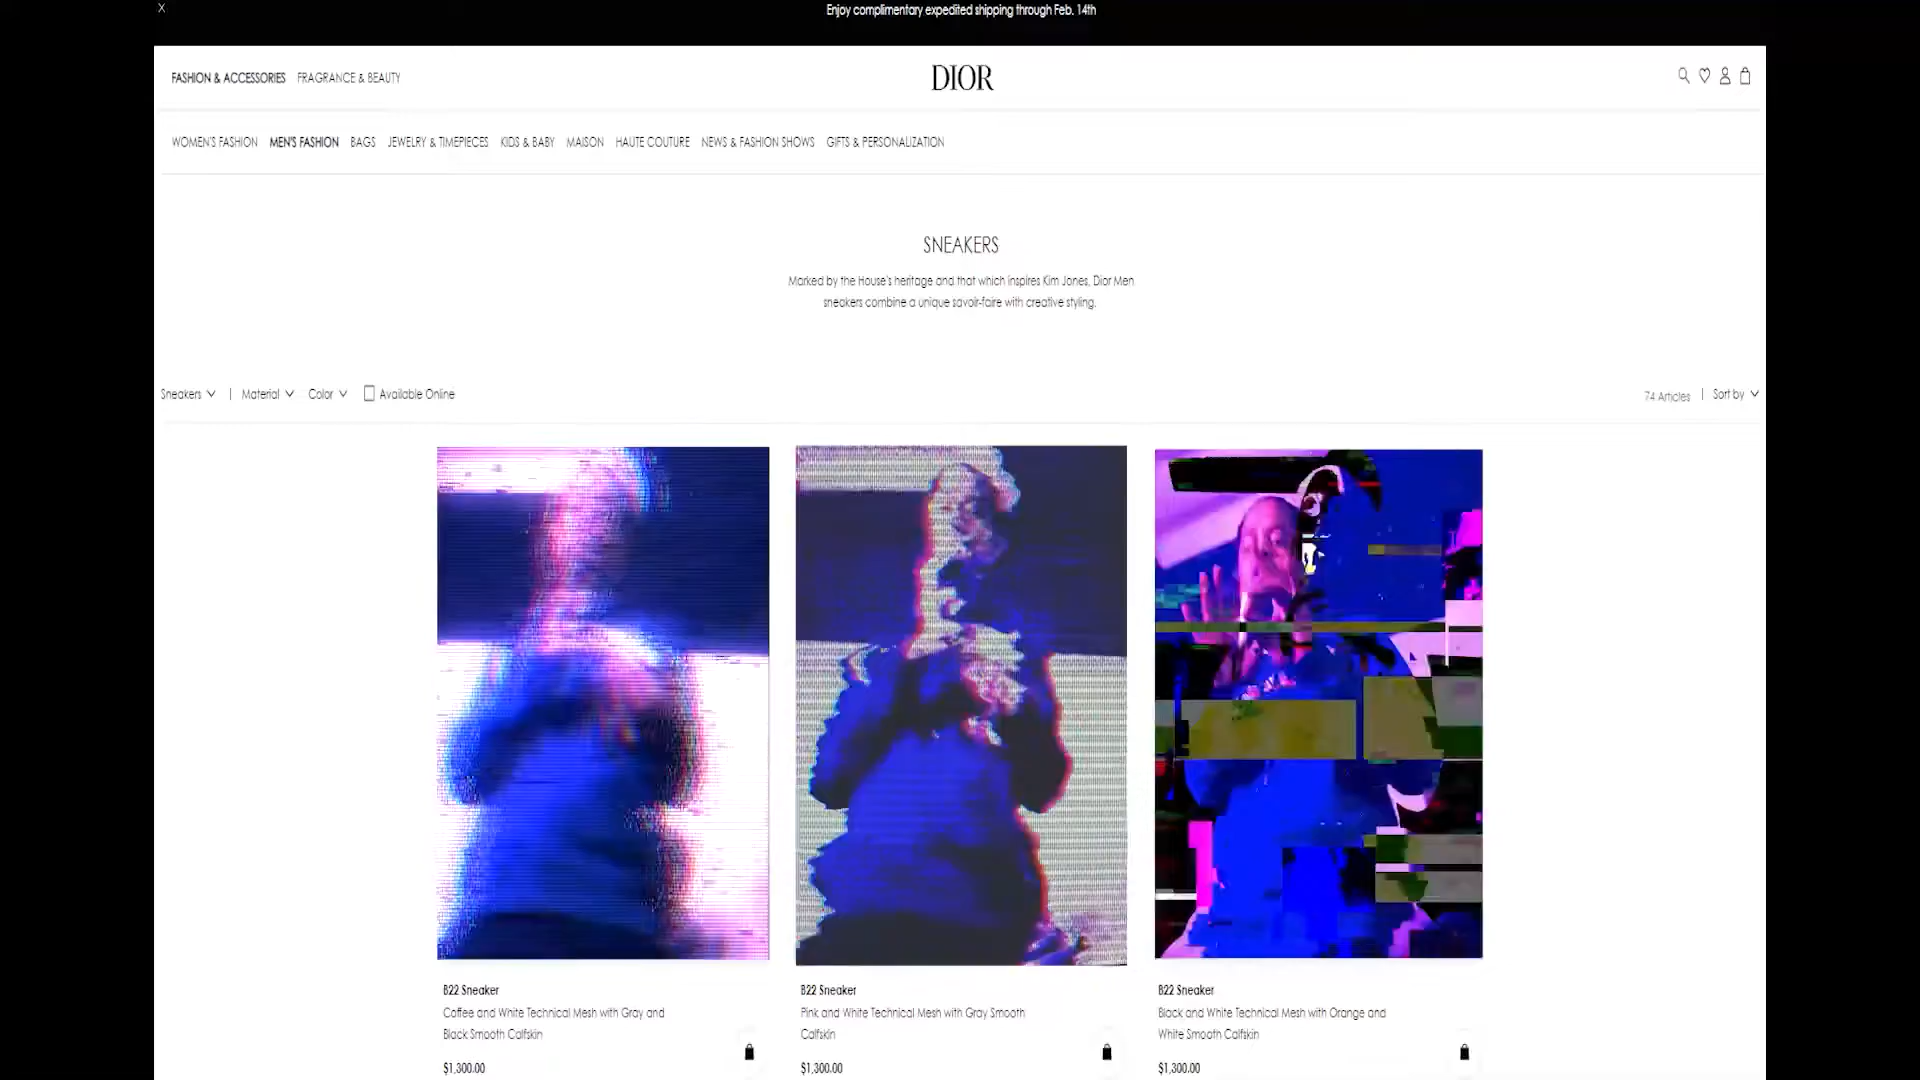 X
Enjoy complimentary expedited shipping through Feb. 14th
FASHION & ACCESSORIES FRAGRANCE & BEAUTY
DIOR
WOMEN'S FASHION MEN'S FASHION BAGS JEWELRY & TIMEPIECES KIDS & BABY MAISON HAUTE COUTURE NEWS & FASHION SHOWS GIFTS & PERSONALIZATION
SNEAKERS
Marked by the House's heritage and that which inspires Kim Jones, Dior Men
sneakers combine a unique savoir-faire with creative styling.
Sneakers | Material Color Available Online
74 Articles | Sort by
B22 Sneaker
Coffee and White Technical Mesh with Gray and
Black Smooth Calfskin
$1,300.00
B22 Sneaker
Pink and White Technical Mesh with Gray Smooth
Calfskin
$1,300.00
B22 Sneaker
Black and White Technical Mesh with Orange and
White Smooth Calfskin
$1,300.00